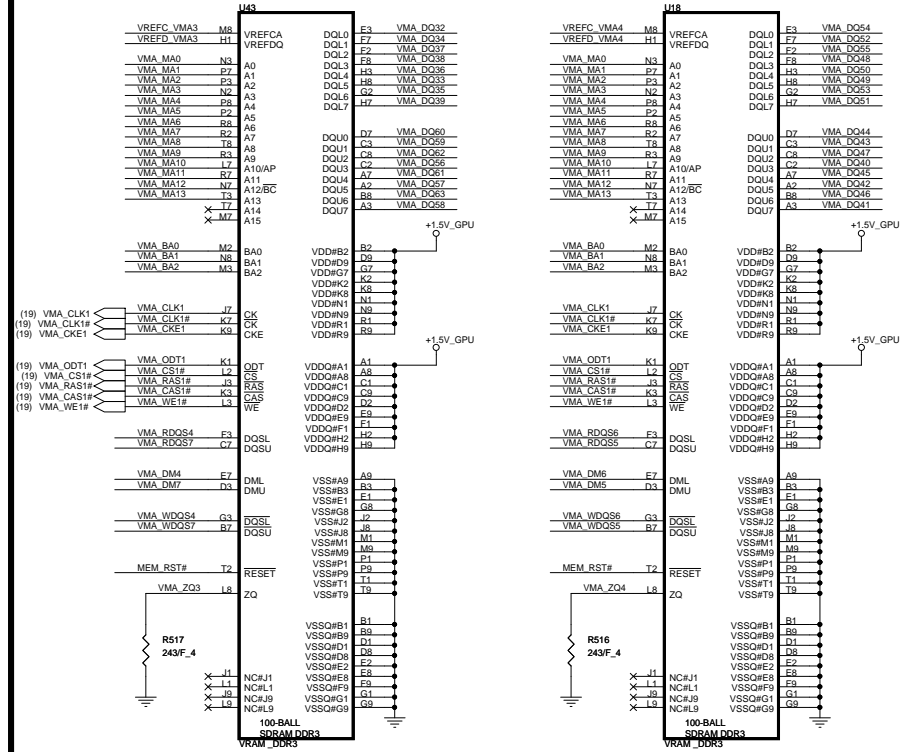 U43
VREFC_VMA3 M8 VREFCA
VREFD_VMA3 H1 VREFDQ
VMA_MA0 N3 A0
VMA_MA1 P7 A1
VMA_MA2 P3 A2
VMA_MA3 N2 A3
VMA_MA4 P8 A4
VMA_MA5 P2 A5
VMA_MA6 R8 A6
VMA_MA7 R2 A7
VMA_MA8 T8 A8
VMA_MA9 R3 A9
VMA_MA10 L7 A10/AP
VMA_MA11 R7 A11
VMA_MA12 N7 A12/BC
VMA_MA13 T3 A13
T7 A14
M7 A15
VMA_BA0 M2 BA0
VMA_BA1 N8 BA1
VMA_BA2 M3 BA2
(19) VMA_CLK1 VMA_CLK1 J7 CK
(19) VMA_CLK1# VMA_CLK1# K7 CK
(19) VMA_CKE1 VMA_CKE1 K9 CKE
(19) VMA_ODT1 VMA_ODT1 K1 ODT
(19) VMA_CS1# VMA_CS1# L2 CS
(19) VMA_RAS1# VMA_RAS1# J3 RAS
(19) VMA_CAS1# VMA_CAS1# K3 CAS
(19) VMA_WE1# VMA_WE1# L3 WE
VMA_RDQS4 F3 DQSL
VMA_RDQS7 C7 DQSU
VMA_DM4 E7 DML
VMA_DM7 D3 DMU
VMA_WDQS4 G3 DQSL
VMA_WDQS7 B7 DQSU
MEM_RST# T2 RESET
VMA_ZQ3 L8 ZQ
R517
243/F_4
J1 NC#J1
L1 NC#L1
J9 NC#J9
L9 NC#L9
DQL0 E3 VMA_DQ32
DQL1 F7 VMA_DQ34
DQL2 F2 VMA_DQ37
DQL3 F8 VMA_DQ38
DQL4 H3 VMA_DQ36
DQL5 H8 VMA_DQ33
DQL6 G2 VMA_DQ35
DQL7 H7 VMA_DQ39
DQU0 D7 VMA_DQ60
DQU1 C3 VMA_DQ59
DQU2 C8 VMA_DQ62
DQU3 C2 VMA_DQ56
DQU4 A7 VMA_DQ61
DQU5 A2 VMA_DQ57
DQU6 B8 VMA_DQ63
DQU7 A3 VMA_DQ58
+1.5V_GPU
VDD#B2 B2
VDD#D9 D9
VDD#G7 G7
VDD#K2 K2
VDD#K8 K8
VDD#N1 N1
VDD#N9 N9
VDD#R1 R1
VDD#R9 R9
+1.5V_GPU
VDDQ#A1 A1
VDDQ#A8 A8
VDDQ#C1 C1
VDDQ#C9 C9
VDDQ#D2 D2
VDDQ#E9 E9
VDDQ#F1 F1
VDDQ#H2 H2
VDDQ#H9 H9
VSS#A9 A9
VSS#B3 B3
VSS#E1 E1
VSS#G8 G8
VSS#J2 J2
VSS#J8 J8
VSS#M1 M1
VSS#M9 M9
VSS#P1 P1
VSS#P9 P9
VSS#T1 T1
VSS#T9 T9
VSSQ#B1 B1
VSSQ#B9 B9
VSSQ#D1 D1
VSSQ#D8 D8
VSSQ#E2 E2
VSSQ#E8 E8
VSSQ#F9 F9
VSSQ#G1 G1
VSSQ#G9 G9
100-BALL
SDRAM DDR3
VRAM _DDR3
U18
VREFC_VMA4 M8 VREFCA
VREFD_VMA4 H1 VREFDQ
VMA_MA0 N3 A0
VMA_MA1 P7 A1
VMA_MA2 P3 A2
VMA_MA3 N2 A3
VMA_MA4 P8 A4
VMA_MA5 P2 A5
VMA_MA6 R8 A6
VMA_MA7 R2 A7
VMA_MA8 T8 A8
VMA_MA9 R3 A9
VMA_MA10 L7 A10/AP
VMA_MA11 R7 A11
VMA_MA12 N7 A12/BC
VMA_MA13 T3 A13
T7 A14
M7 A15
VMA_BA0 M2 BA0
VMA_BA1 N8 BA1
VMA_BA2 M3 BA2
VMA_CLK1 J7 CK
VMA_CLK1# K7 CK
VMA_CKE1 K9 CKE
VMA_ODT1 K1 ODT
VMA_CS1# L2 CS
VMA_RAS1# J3 RAS
VMA_CAS1# K3 CAS
VMA_WE1# L3 WE
VMA_RDQS6 F3 DQSL
VMA_RDQS5 C7 DQSU
VMA_DM6 E7 DML
VMA_DM5 D3 DMU
VMA_WDQS6 G3 DQSL
VMA_WDQS5 B7 DQSU
MEM_RST# T2 RESET
VMA_ZQ4 L8 ZQ
R516
243/F_4
J1 NC#J1
L1 NC#L1
J9 NC#J9
L9 NC#L9
DQL0 E3 VMA_DQ54
DQL1 F7 VMA_DQ52
DQL2 F2 VMA_DQ55
DQL3 F8 VMA_DQ48
DQL4 H3 VMA_DQ50
DQL5 H8 VMA_DQ49
DQL6 G2 VMA_DQ53
DQL7 H7 VMA_DQ51
DQU0 D7 VMA_DQ44
DQU1 C3 VMA_DQ43
DQU2 C8 VMA_DQ47
DQU3 C2 VMA_DQ40
DQU4 A7 VMA_DQ45
DQU5 A2 VMA_DQ42
DQU6 B8 VMA_DQ46
DQU7 A3 VMA_DQ41
+1.5V_GPU
VDD#B2 B2
VDD#D9 D9
VDD#G7 G7
VDD#K2 K2
VDD#K8 K8
VDD#N1 N1
VDD#N9 N9
VDD#R1 R1
VDD#R9 R9
+1.5V_GPU
VDDQ#A1 A1
VDDQ#A8 A8
VDDQ#C1 C1
VDDQ#C9 C9
VDDQ#D2 D2
VDDQ#E9 E9
VDDQ#F1 F1
VDDQ#H2 H2
VDDQ#H9 H9
VSS#A9 A9
VSS#B3 B3
VSS#E1 E1
VSS#G8 G8
VSS#J2 J2
VSS#J8 J8
VSS#M1 M1
VSS#M9 M9
VSS#P1 P1
VSS#P9 P9
VSS#T1 T1
VSS#T9 T9
VSSQ#B1 B1
VSSQ#B9 B9
VSSQ#D1 D1
VSSQ#D8 D8
VSSQ#E2 E2
VSSQ#E8 E8
VSSQ#F9 F9
VSSQ#G1 G1
VSSQ#G9 G9
100-BALL
SDRAM DDR3
VRAM _DDR3